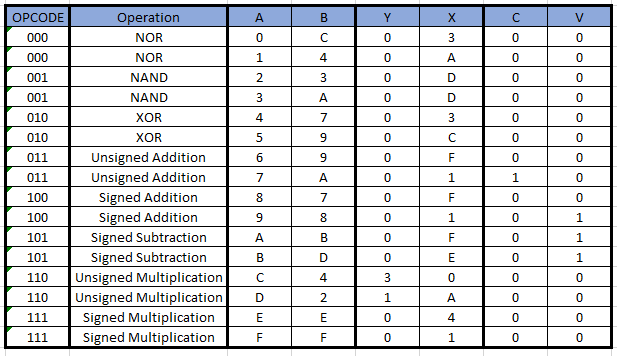 OPCODE Operation A B Y X C V
000 NOR 0 C 0 3 0 0
000 NOR 1 4 0 A 0 0
001 NAND 2 3 0 D 0 0
001 NAND 3 A 0 D 0 0
010 XOR 4 7 0 3 0 0
010 XOR 5 9 0 C 0 0
011 Unsigned Addition 6 9 0 F 0 0
011 Unsigned Addition 7 A 0 1 1 0
100 Signed Addition 8 7 0 F 0 0
100 Signed Addition 9 8 0 1 0 1
101 Signed Subtraction A B 0 F 0 1
101 Signed Subtraction B D 0 E 0 1
110 Unsigned Multiplication C 4 3 0 0 0
110 Unsigned Multiplication D 2 1 A 0 0
111 Signed Multiplication E E 0 4 0 0
111 Signed Multiplication F F 0 1 0 0